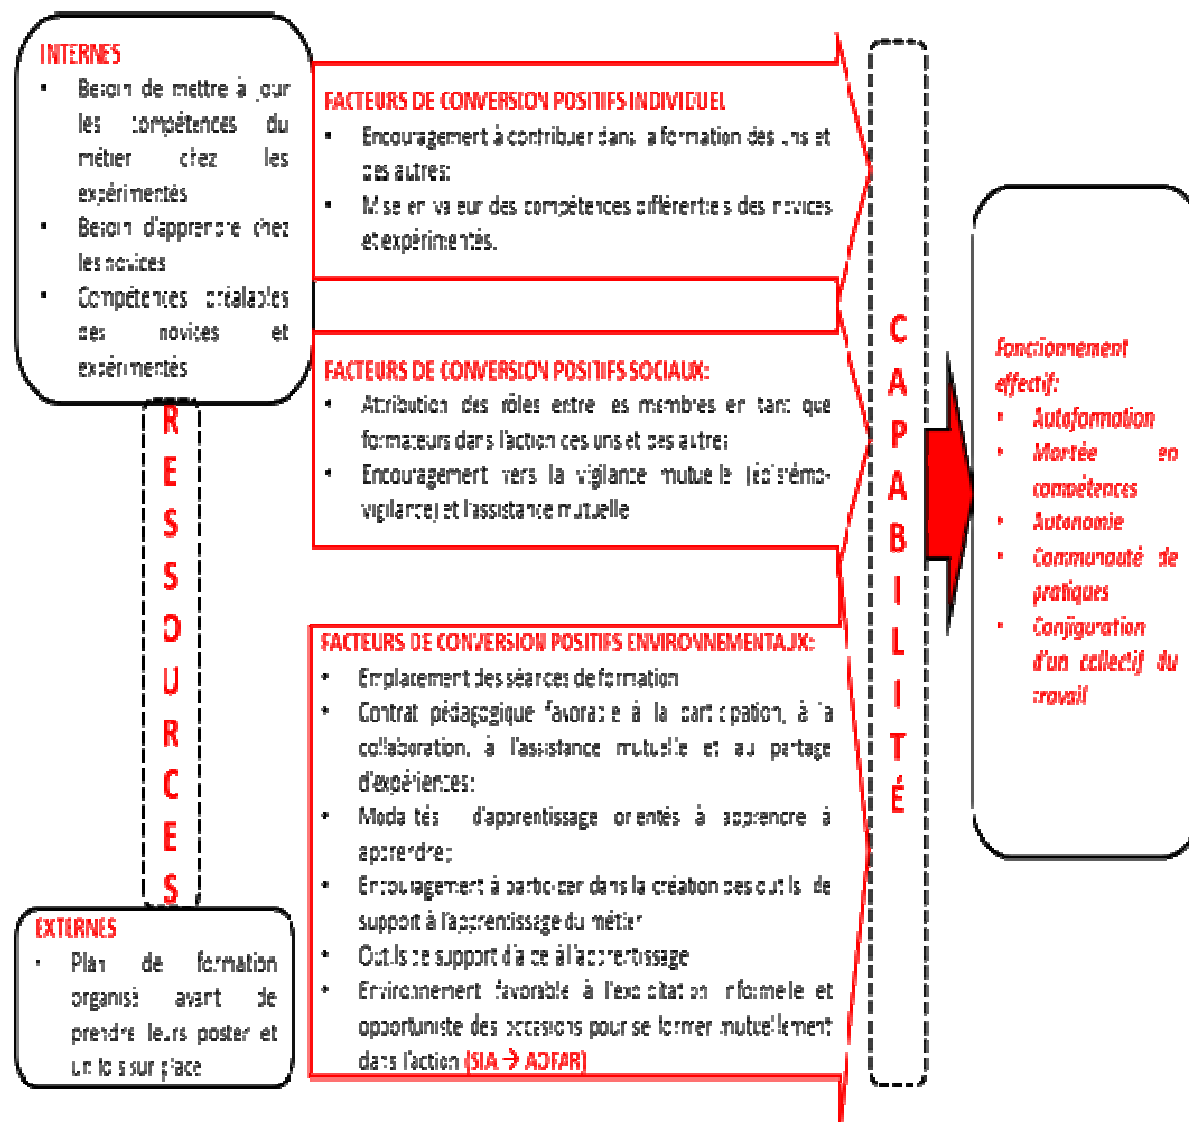 INTERNES
• Besoin de mettre à jour
les compétences du
métier chez les
expérimentés
• Besoin d'apprendre chez
les novices
• Compétences préalables
des novices et
expérimentés
RESSOURCES
EXTERNES
• Plan de formation
organisé avant de
prendre leurs poster et
un fois sur place
FACTEURS DE CONVERSION POSITIFS INDIVIDUEL
• Encouragement à contribuer dans la formation des uns et
des autres;
• Mise en valeur des compétences différentiels des novices
et expérimentés.
FACTEURS DE CONVERSION POSITIFS SOCIAUX:
• Attribution des rôles entre les membres en tant que
formateurs dans l'action des uns et des autres
• Encouragement vers la vigilance mutuelle (épistémo-
vigilance) et l'assistance mutuelle
FACTEURS DE CONVERSION POSITIFS ENVIRONNEMENTAUX:
• Emplacement des séances de formation
• Contrat pédagogique favorable à la participation, à la
collaboration, à l'assistance mutuelle et au partage
d'expériences;
• Modalités d'apprentissage orientés à apprendre à
apprendre;
• Encouragement à participer dans la création des outils de
support à l'apprentissage du métier
• Outils de support d'aide à l'apprentissage
• Environnement favorable à l'exploitation informelle et
opportuniste des occasions pour se former mutuellement
dans l'action (SIA → ADFAR)
CAPABILITÉ
Fonctionnement
effectif:
• Autoformation
• Montée en
compétences
• Autonomie
• Communauté de
pratiques
• Configuration
d'un collectif du
travail